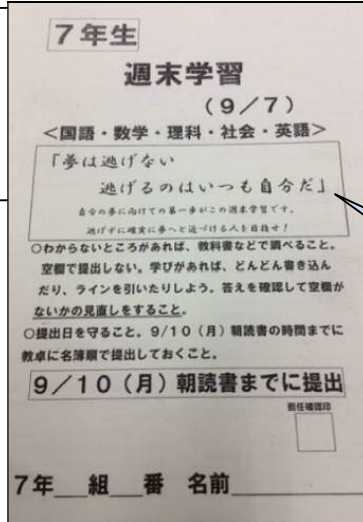 7年生
週末学習
(9/7)
<国語・数学・理科・社会・英語>
「夢は逃げない
逃げるのはいつも自分だ」
自分の夢に向けての第一歩がこの週末学習です。
逃げずに確実に夢へと近づける人を目指せ!
○わからないところがあれば、教科書などで調べること。
空欄で提出しない。学びがあれば、どんどん書き込ん
だり、ラインを引いたりしよう。答えを確認して空欄が
ないかの見直しをすること。
○提出日を守ること。9/10(月)朝読書の時間までに
教卓に名簿順で提出しておくこと。
9/10(月)朝読書までに提出
担任確認印
7年__組__番 名前________